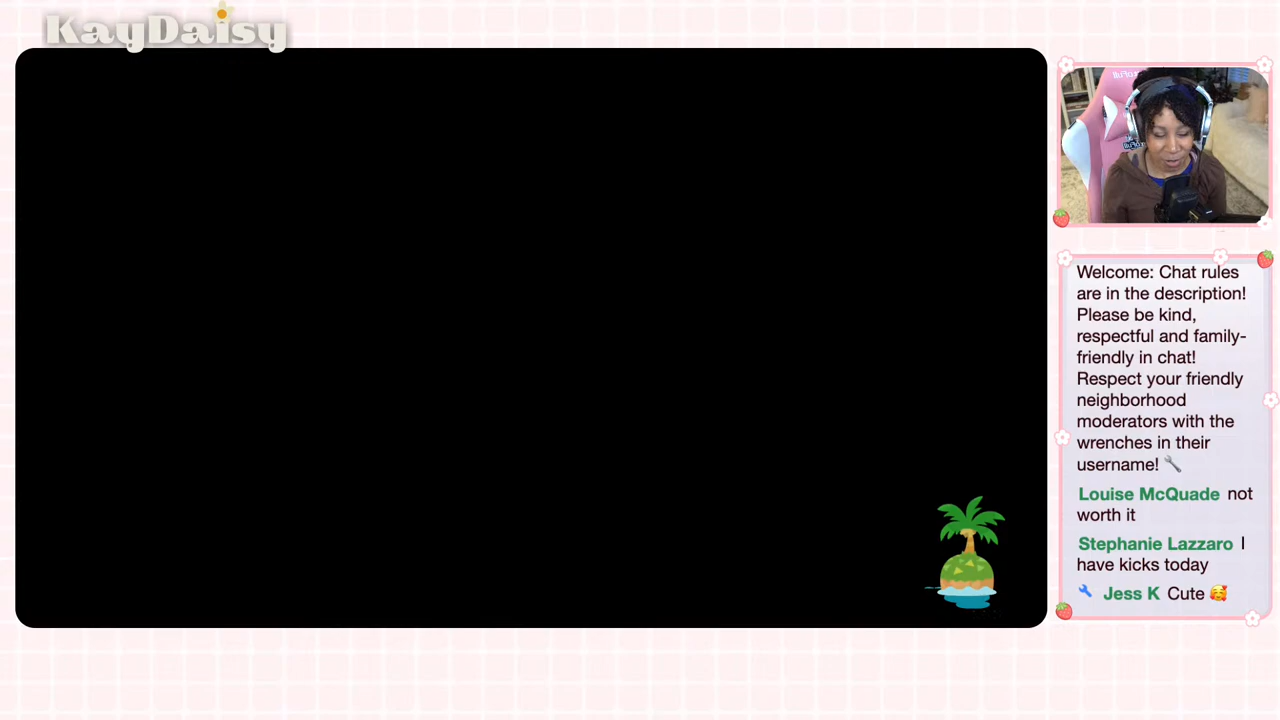 KayDaisy
Welcome: Chat rules
are in the description!
Please be kind,
respectful and family-
friendly in chat!
Respect your friendly
neighborhood
moderators with the
wrenches in their
username! 🔧
Louise McQuade not
worth it
Stephanie Lazzaro I
have kicks today
Jess K Cute 🥰